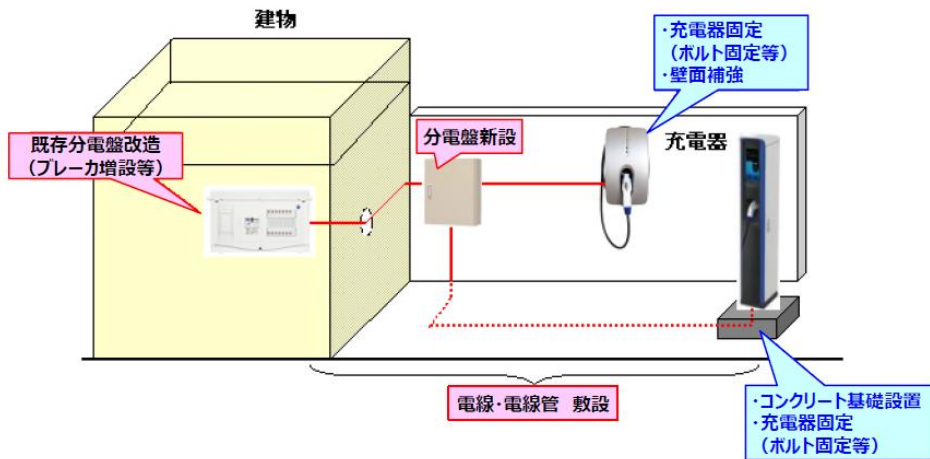 建物
・充電器固定
(ボルト固定等)
・壁面補強
既存分電盤改造
(ブレーカ増設等)
分電盤新設
充電器
電線・電線管 敷設
・コンクリート基礎設置
・充電器固定
(ボルト固定等)